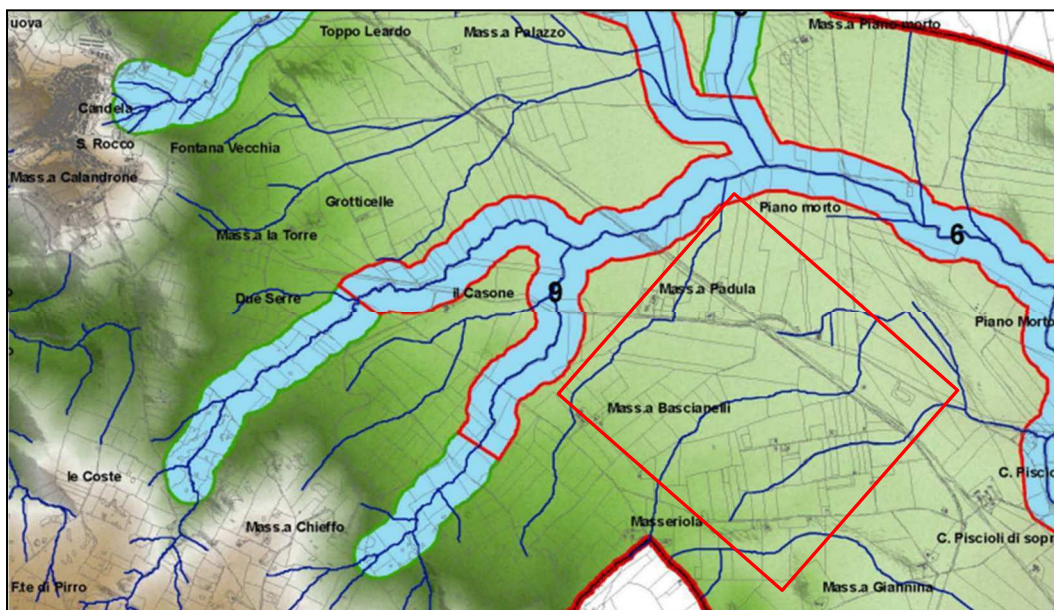 uova
Toppo Leardo
Mass.a Palazzo
Mass.a Piano morto
Candela
S. Rocco
Fontana Vecchia
Mass.a Calandrone
Grotticelle
Piano morto
Mass.a la Torre
6
Due Serre
il Casone
9
Mass.a Padula
Piano Morto
Mass.a Bascianelli
le Coste
C. Piscio
Mass.a Chieffo
Masseriola
C. Piscioli di sopr
F.te di Pirro
Mass.a Giannina